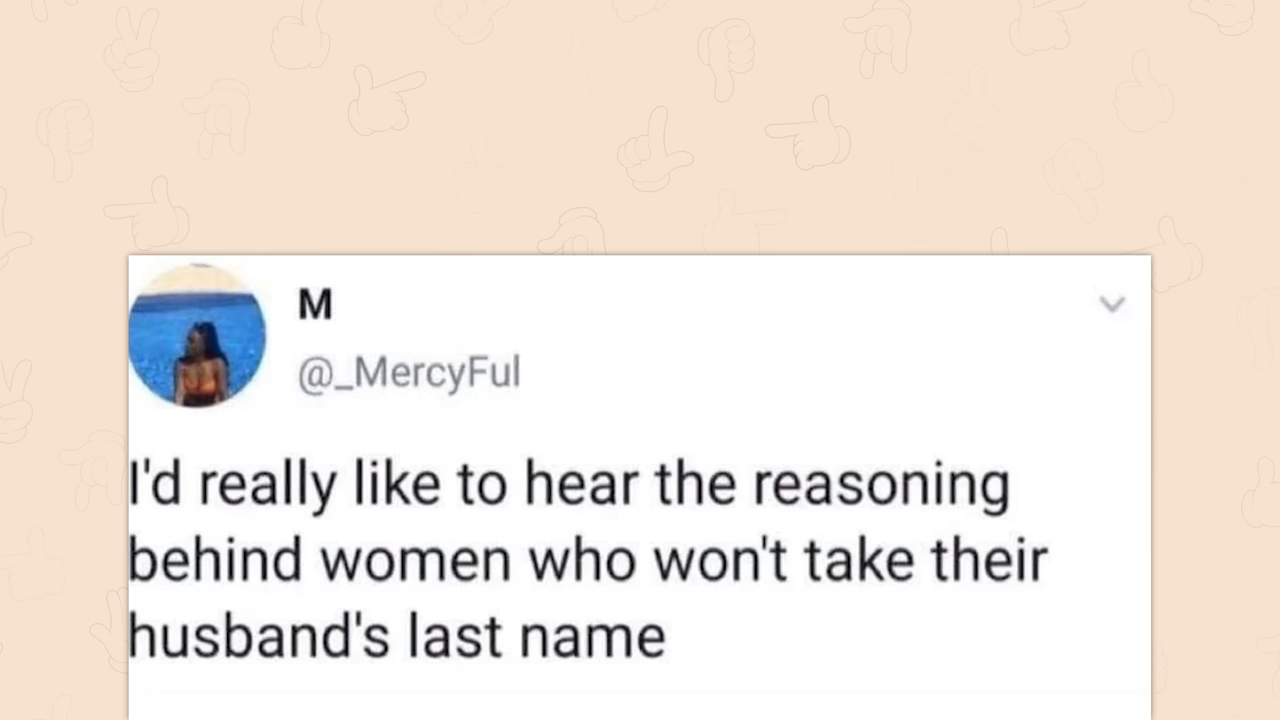 M
@_MercyFul
I'd really like to hear the reasoning
behind women who won't take their
husband's last name